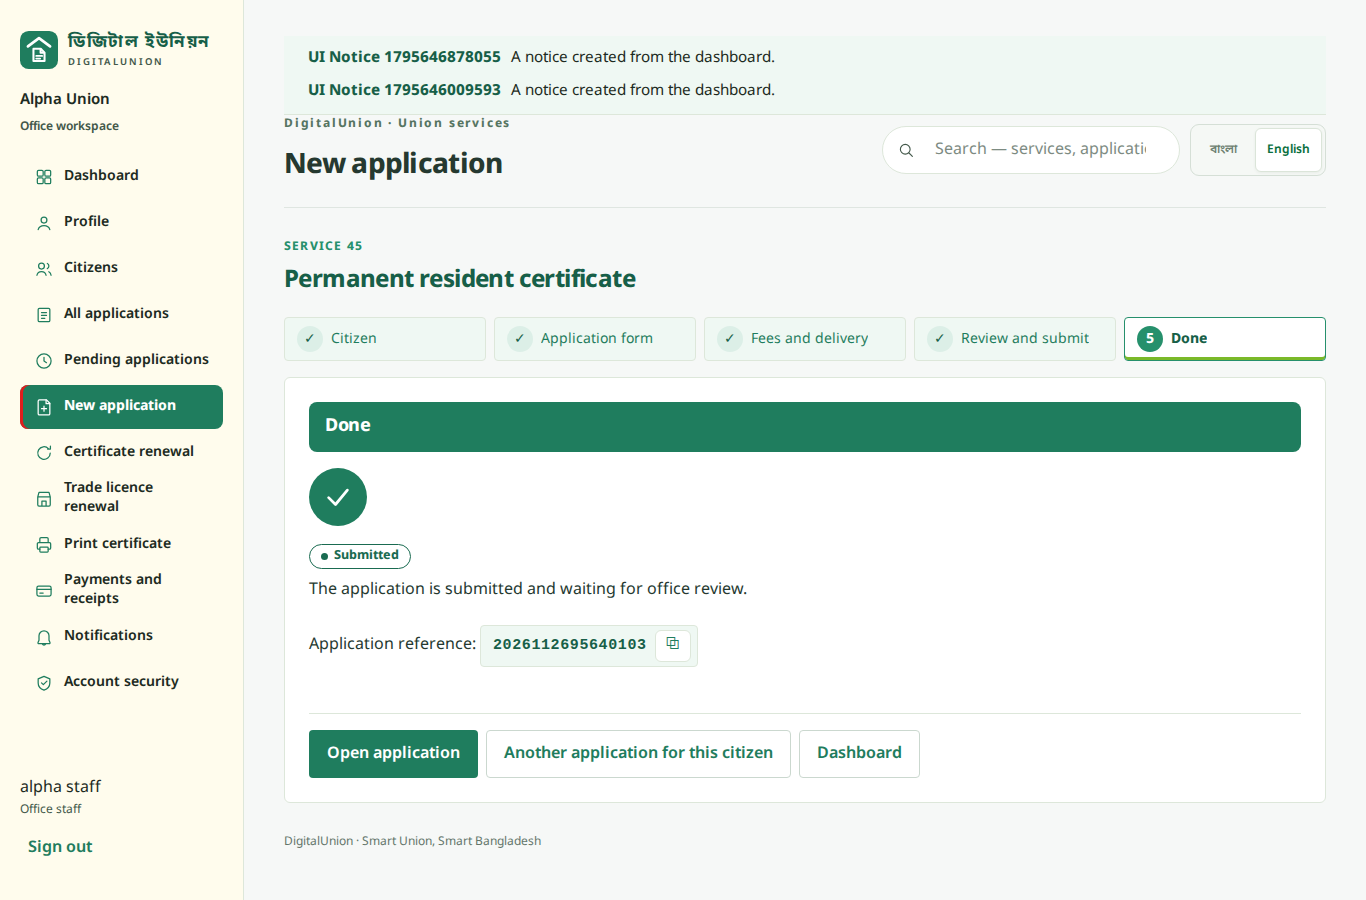 ডিজিটাল ইউনিয়ন
DIGITALUNION
Alpha Union
Office workspace
Dashboard
Profile
Citizens
All applications
Pending applications
New application
Certificate renewal
Trade licence
renewal
Print certificate
Payments and
receipts
Notifications
Account security
alpha staff
Office staff
Sign out
UI Notice 1795646878055 A notice created from the dashboard.
UI Notice 1795646009593 A notice created from the dashboard.
DigitalUnion · Union services
New application
Search — services, applicati
বাংলা
English
SERVICE 45
Permanent resident certificate
✓ Citizen
✓ Application form
✓ Fees and delivery
✓ Review and submit
5 Done
Done
Submitted
The application is submitted and waiting for office review.
Application reference: 2026112695640103
Open application
Another application for this citizen
Dashboard
DigitalUnion · Smart Union, Smart Bangladesh